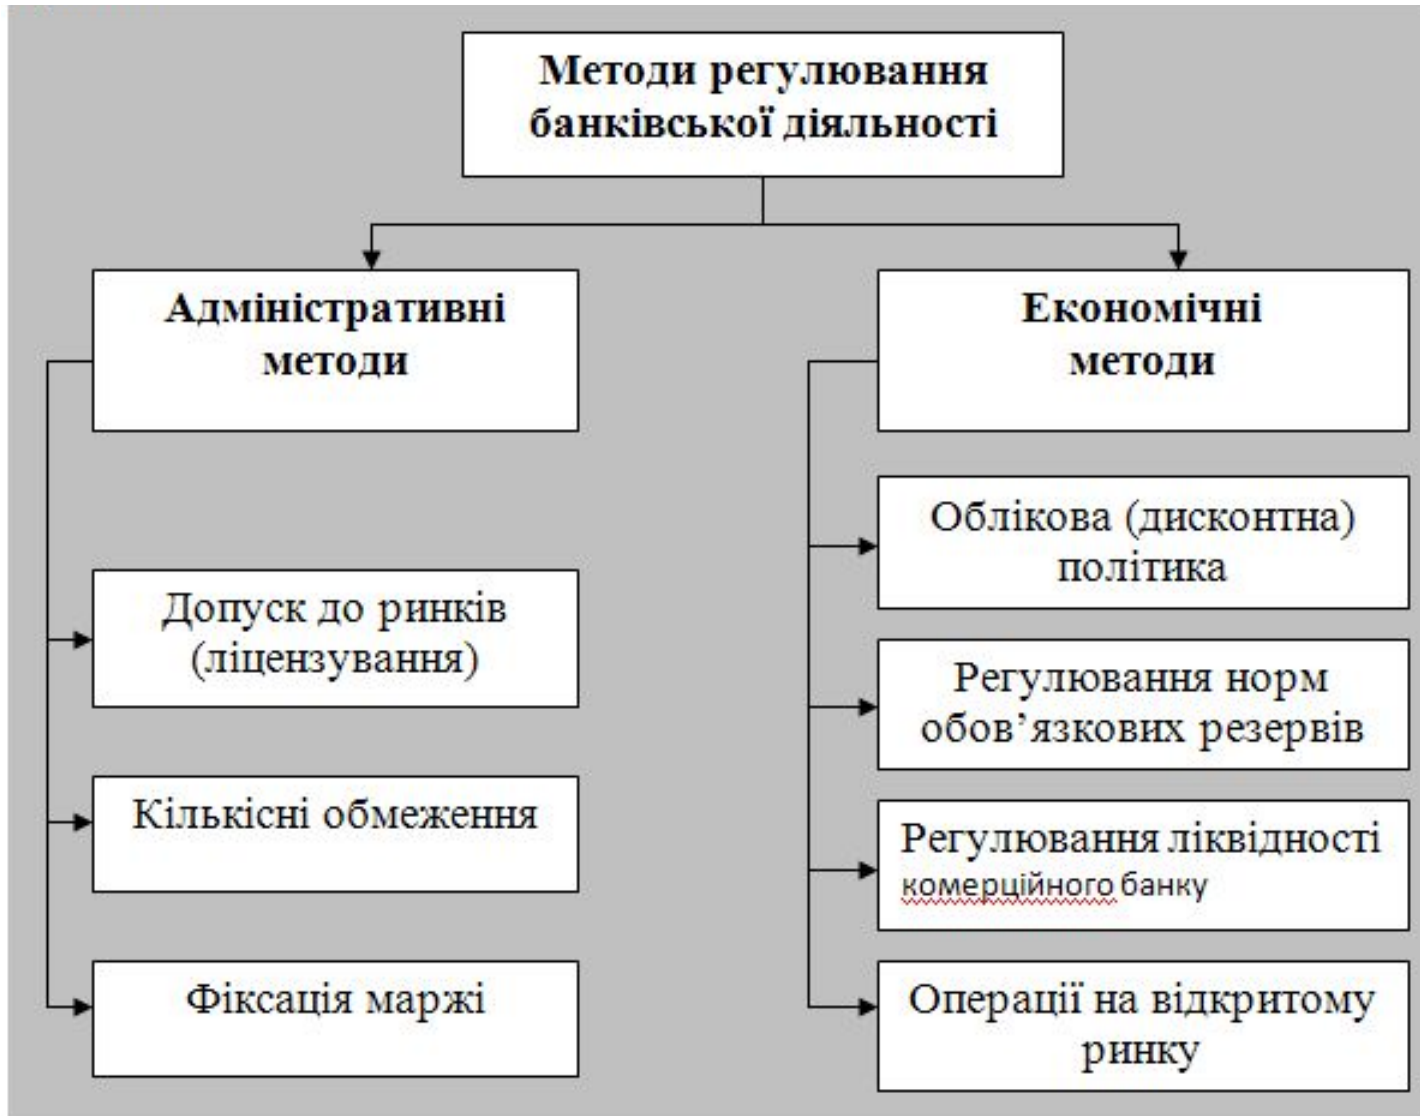 Методи регулювання
банківської діяльності
Адміністративні
методи
Допуск до ринків
(ліцензування)
Кількісні обмеження
Фіксація маржі
Економічні
методи
Облікова (дисконтна)
політика
Регулювання норм
обов’язкових резервів
Регулювання ліквідності
комерційного банку
Операції на відкритому
ринку